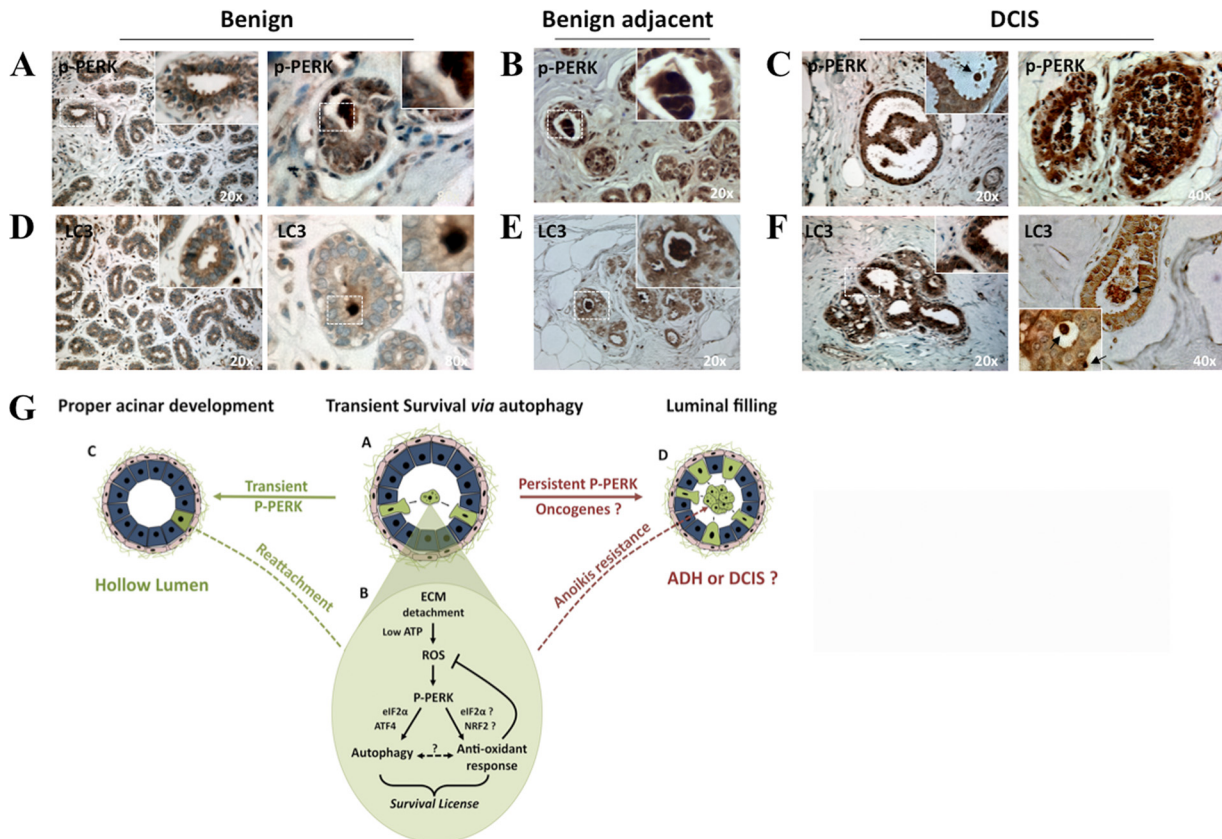 Benign
Benign adjacent
DCIS
A
p-PERK
20x
p-PERK
B
p-PERK
20x
C
p-PERK
20x
p-PERK
40x
D
LC3
20x
LC3
80x
E
LC3
20x
F
LC3
20x
LC3
40x
G
Proper acinar development
Transient Survival via autophagy
Luminal filling
C
A
D
Transient
P-PERK
Persistent P-PERK
Oncogenes ?
Reattachment
Anoikis resistance
Hollow Lumen
ADH or DCIS ?
B
ECM
detachment
Low ATP
ROS
P-PERK
eIF2α
ATF4
eIF2α ?
NRF2 ?
Autophagy
?
Anti-oxidant
response
Survival License